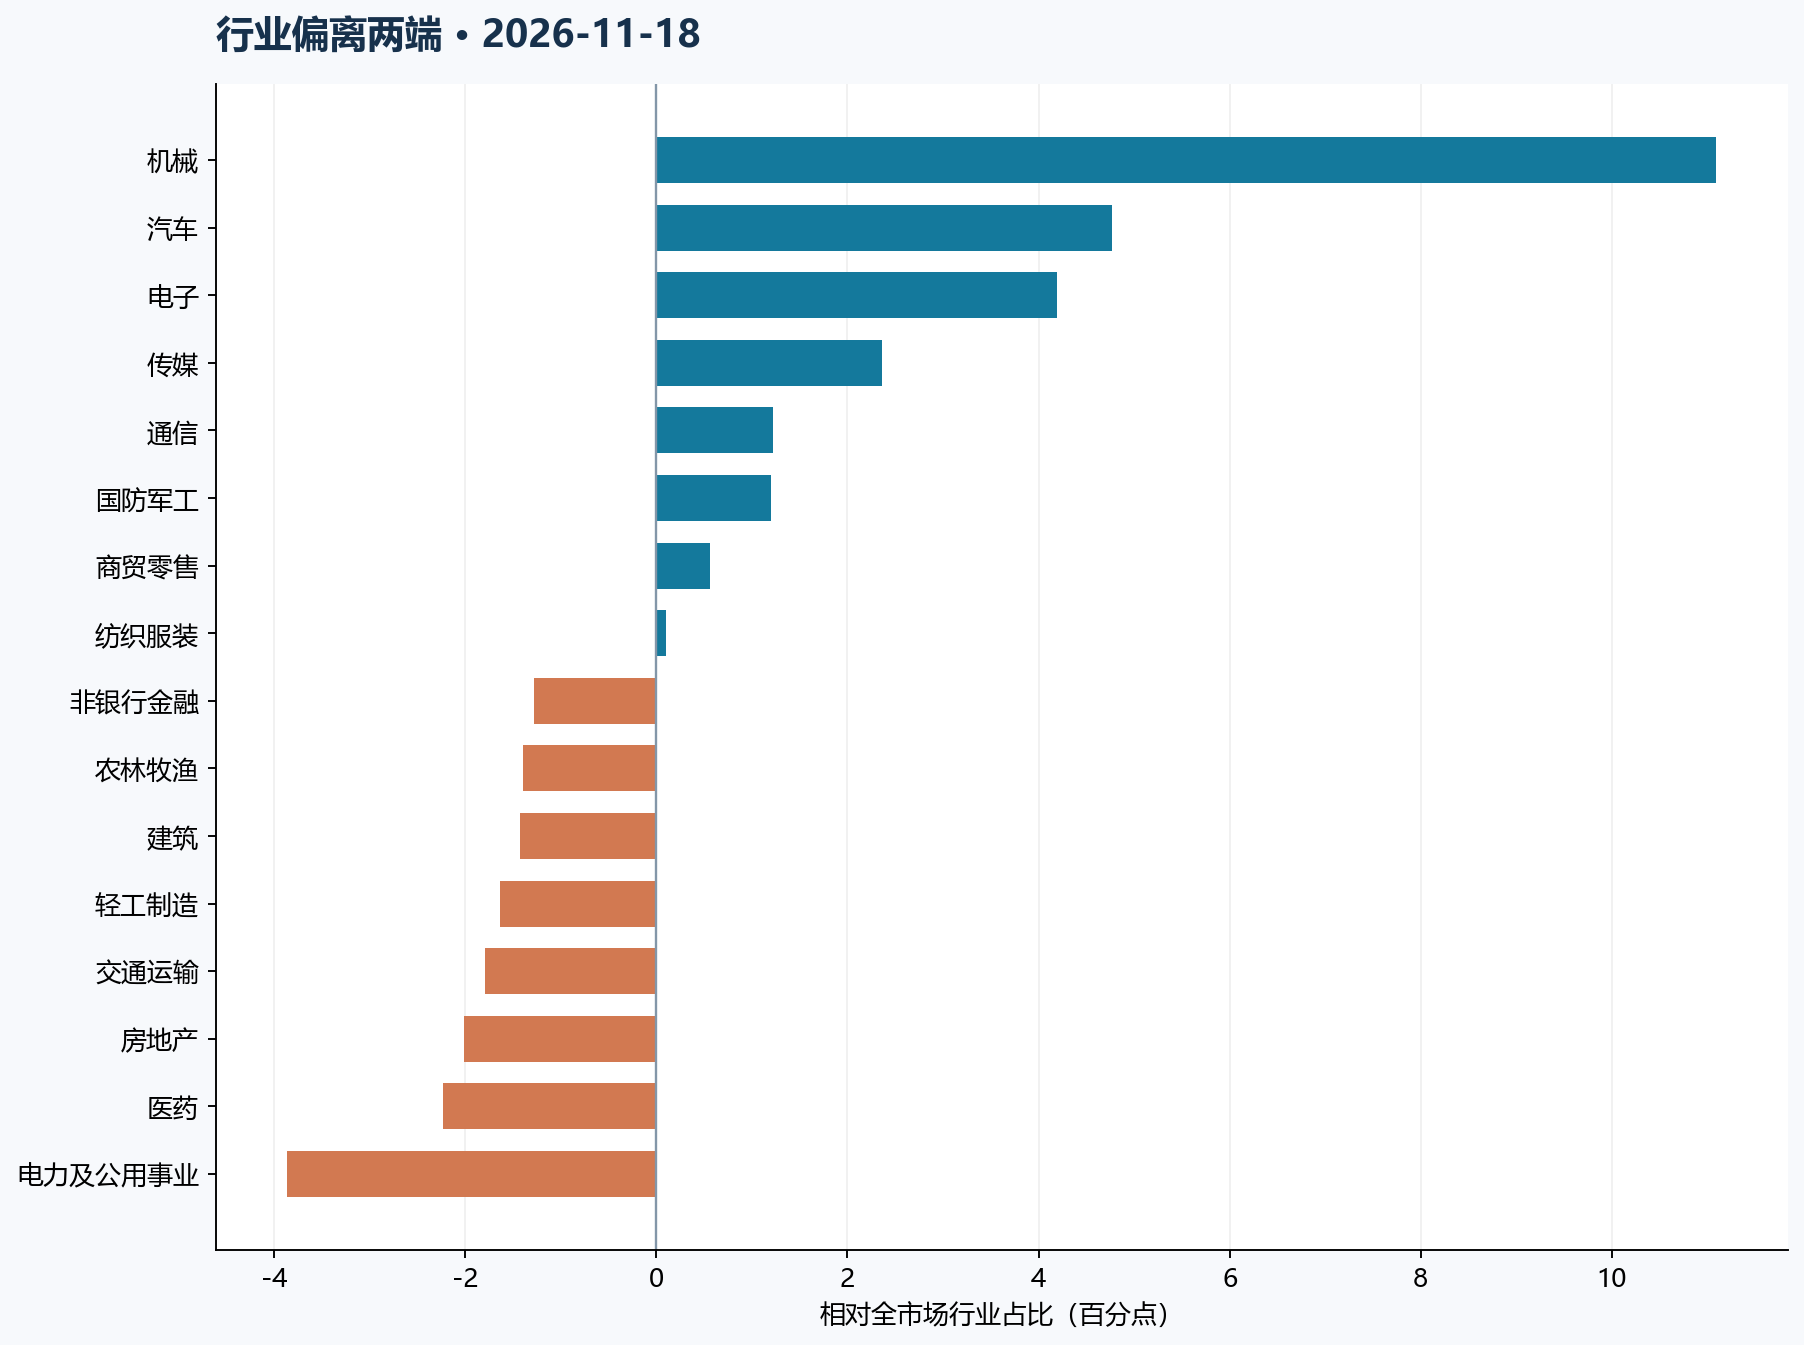 行业偏离两端 • 2026-11-18
机械
汽车
电子
传媒
通信
国防军工
商贸零售
纺织服装
非银行金融
农林牧渔
建筑
轻工制造
交通运输
房地产
医药
电力及公用事业
-4 -2 0 2 4 6 8 10
相对全市场行业占比（百分点）